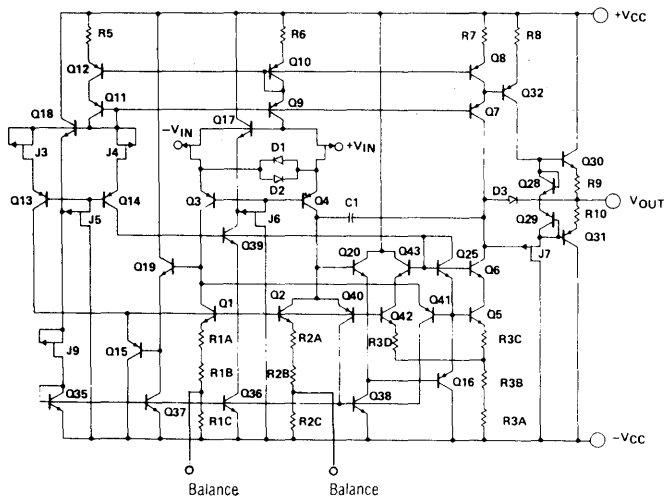 +VCC
R5
R6
R7
R8
Q12
Q10
Q8
Q11
Q9
Q32
Q18
Q17
Q7
-VIN
+VIN
J3
J4
D1
Q30
D2
Q28
R9
Q13
Q14
Q3
Q4
D3
VOUT
J5
J6
C1
Q29
R10
Q39
Q31
Q19
Q20
Q43
Q25
Q6
J7
Q1
Q2
Q40
Q42
Q41
Q5
R1A
R2A
R3D
R3C
J9
Q15
R1B
R2B
Q16
R3B
Q35
Q37
Q36
Q38
R1C
R2C
R3A
-VCC
Balance
Balance